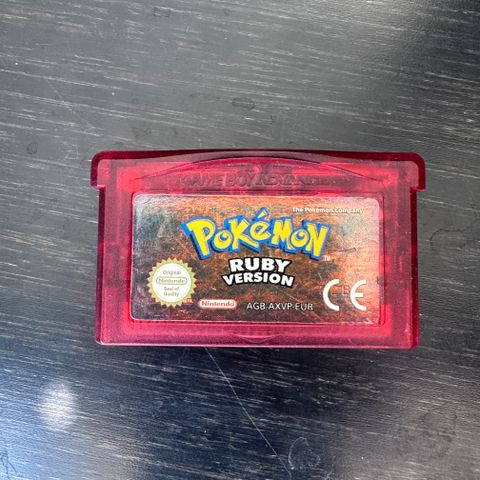 GAME BOY ADVANCE
The Pokémon Company
POKéMON
TM
RUBY
VERSION
Original
Nintendo
Seal of
Quality
Nintendo
AGB-AXVP-EUR
CE